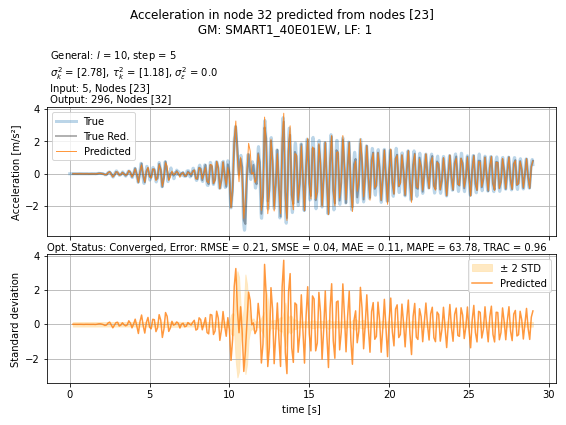 Acceleration in node 32 predicted from nodes [23]
GM: SMART1_40E01EW, LF: 1
General: l = 10, step = 5
σ²ₖ = [2.78], τ²ₖ = [1.18], σ²ε = 0.0
Input: 5, Nodes [23]
Output: 296, Nodes [32]
Acceleration [m/s²]
4
2
0
−2
True
True Red.
Predicted
Opt. Status: Converged, Error: RMSE = 0.21, SMSE = 0.04, MAE = 0.11, MAPE = 63.78, TRAC = 0.96
Standard deviation
4
2
0
−2
± 2 STD
Predicted
0 5 10 15 20 25 30
time [s]